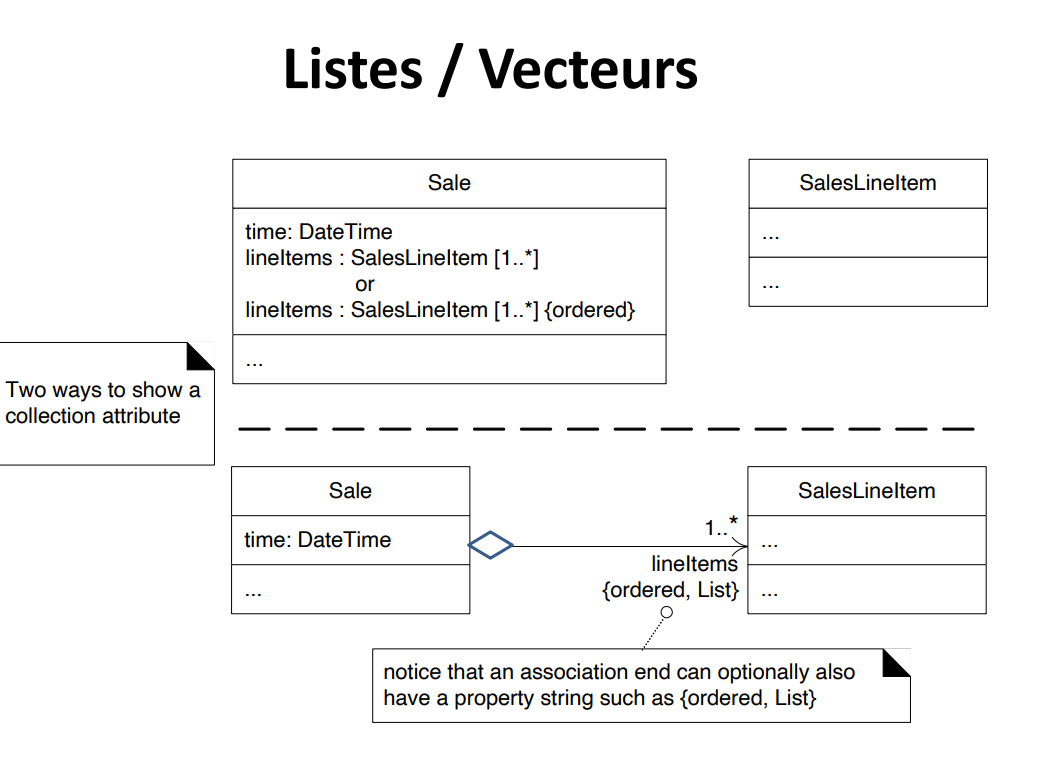 Listes / Vecteurs
Sale
time: DateTime
lineItems : SalesLineItem [1..*]
or
lineItems : SalesLineItem [1..*] {ordered}
...
SalesLineItem
...
...
Two ways to show a
collection attribute
Sale
time: DateTime
...
1..*
lineItems
{ordered, List}
SalesLineItem
...
...
notice that an association end can optionally also
have a property string such as {ordered, List}